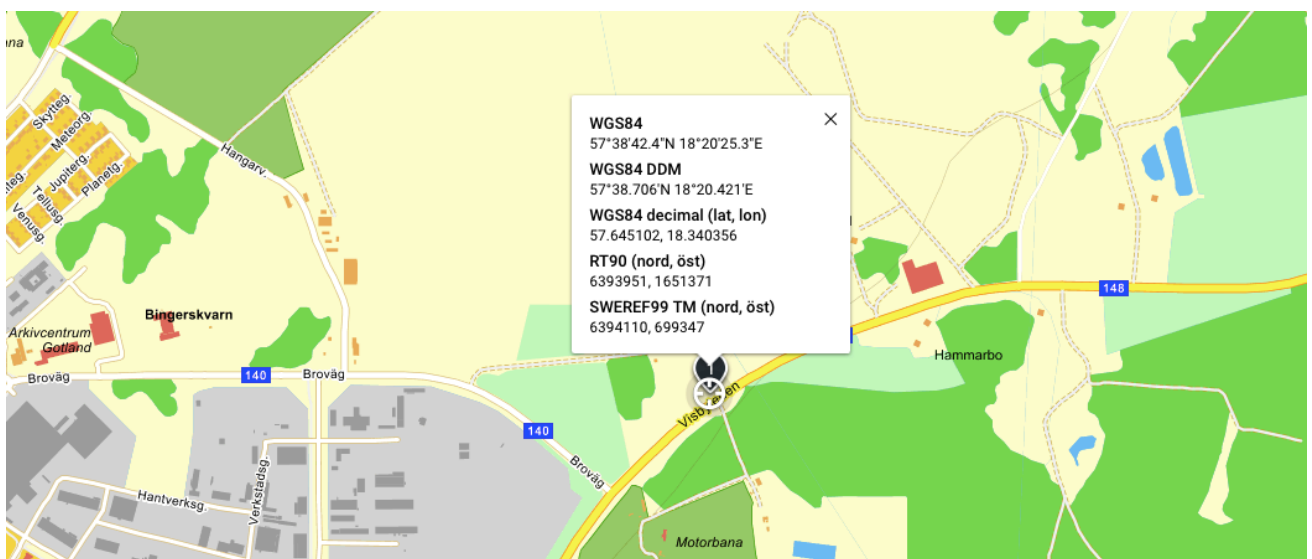 ana
Skytteg.
Meteorg.
Jupiterg.
Planetg.
Tellusg.
Venusg.
Hangarv.
WGS84
57°38'42.4"N 18°20'25.3"E
WGS84 DDM
57°38.706'N 18°20.421'E
WGS84 decimal (lat, lon)
57.645102, 18.340356
RT90 (nord, öst)
6393951, 1651371
SWEREF99 TM (nord, öst)
6394110, 699347
148
Bingerskvarn
Arkivcentrum
Gotland
Hammarbo
1
Broväg
140
Broväg
140
Broväg
Hantverksg.
Verkstadsg.
Motorbana